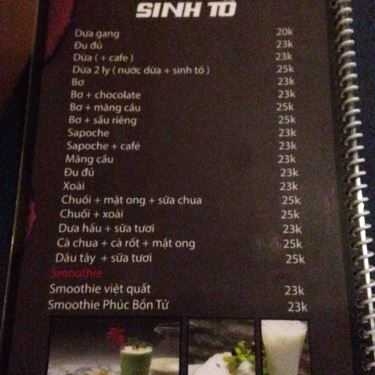 SINH TỐ
Dưa gang 20k
Đu đủ 23k
Dừa ( + cafe ) 23k
Dừa 2 ly ( nước dừa + sinh tố ) 25k
Bơ 23k
Bơ + chocolate 23k
Bơ + mãng cầu 25k
Bơ + sầu riêng 25k
Sapoche 23k
Sapoche + café 23k
Mãng cầu 23k
Đu đủ 23k
Xoài 23k
Chuối + mật ong + sữa chua 25k
Chuối + xoài 25k
Dưa hấu + sữa tươi 23k
Cà chua + cà rốt + mật ong 25k
Dâu tây + sữa tươi 25k
Smoothie
Smoothie việt quất 23k
Smoothie Phúc Bồn Tử 23k